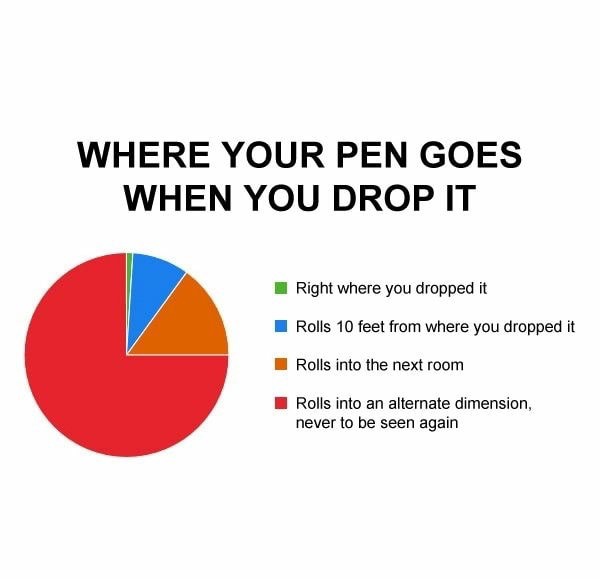 WHERE YOUR PEN GOES
WHEN YOU DROP IT
Right where you dropped it
Rolls 10 feet from where you dropped it
Rolls into the next room
Rolls into an alternate dimension,
never to be seen again